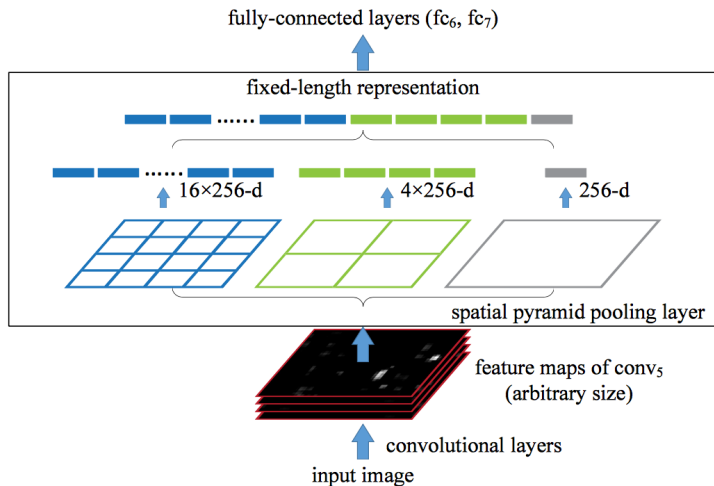 fully-connected layers (fc₆, fc₇)
fixed-length representation
......
......
16×256-d
4×256-d
256-d
spatial pyramid pooling layer
feature maps of conv₅
(arbitrary size)
convolutional layers
input image